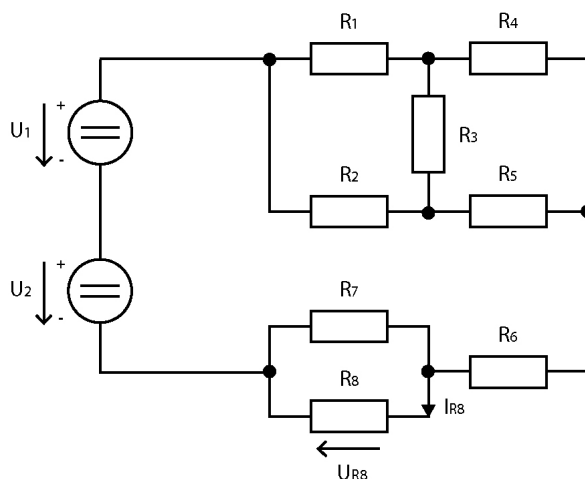 R1
R4
+
U1
R3
-
R2
R5
+
U2
-
R7
R6
R8
IR8
UR8